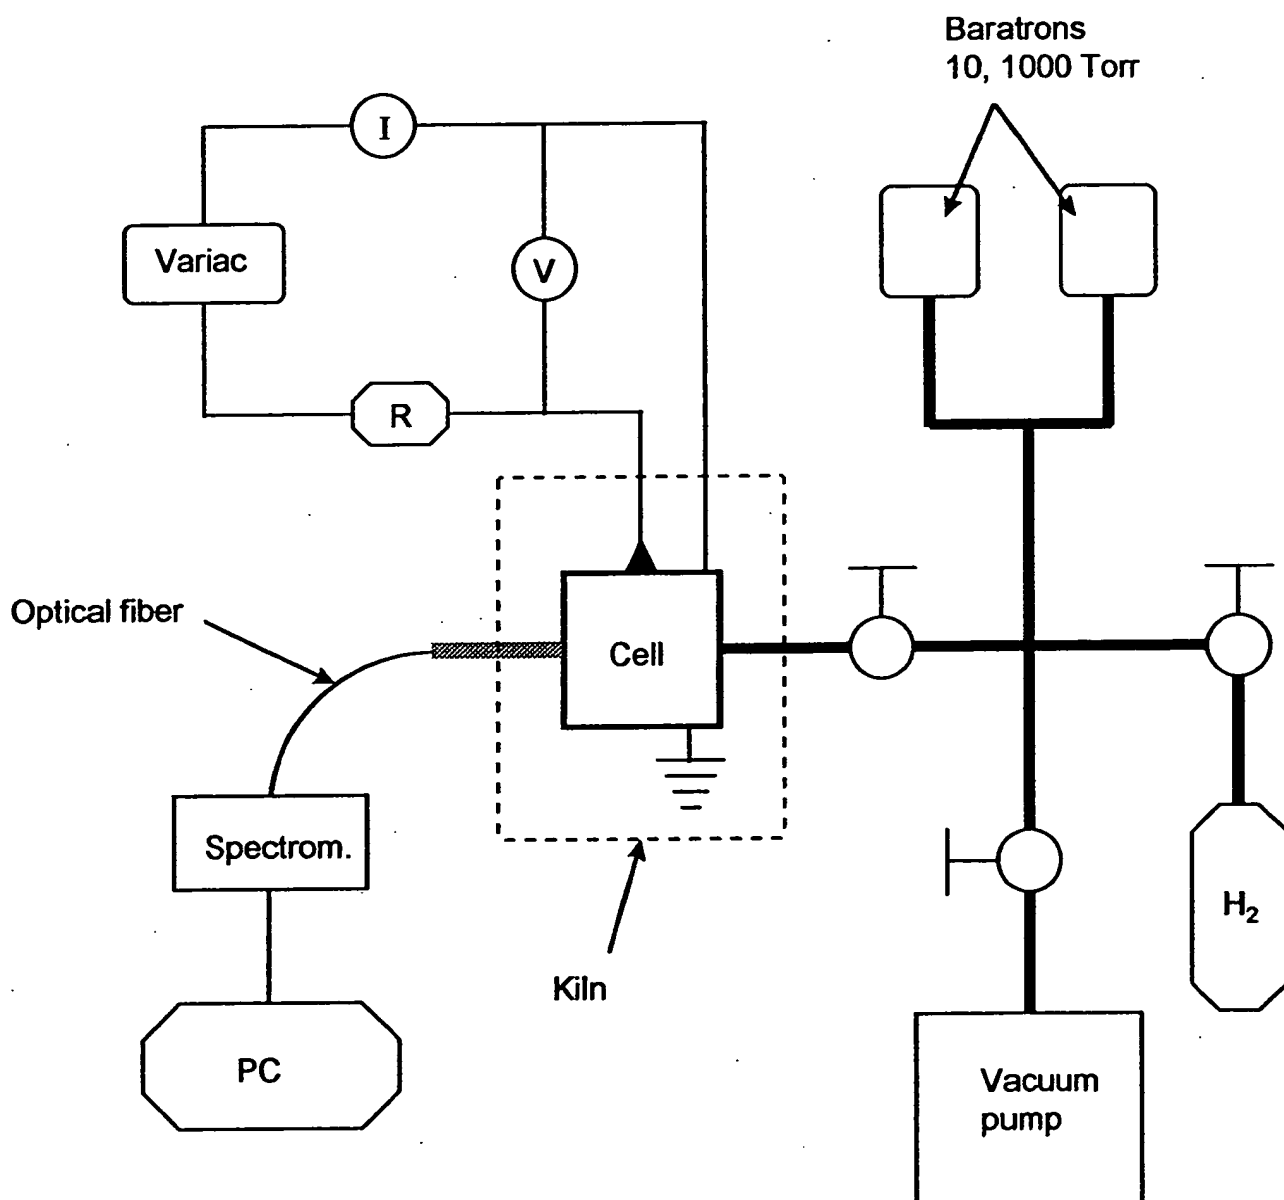 Baratrons
10, 1000 Torr
I
Variac
V
R
Optical fiber
Cell
Spectrom.
H₂
Kiln
PC
Vacuum
pump